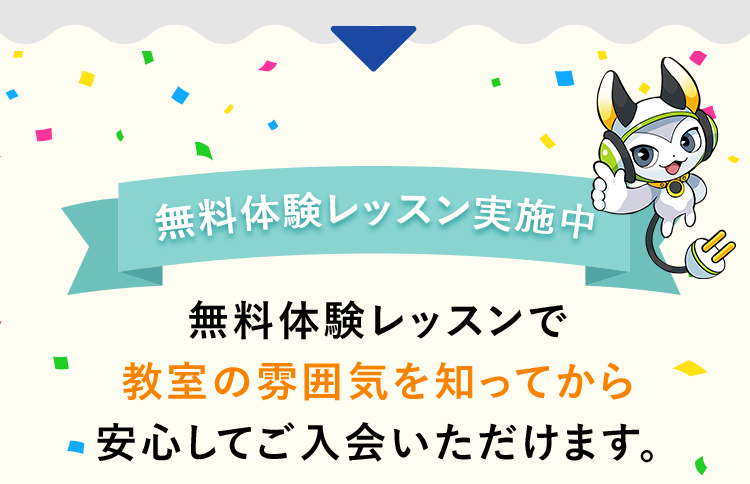 無料体験レッスン実施中
無料体験レッスンで
教室の雰囲気を知ってから
安心してご入会いただけます。